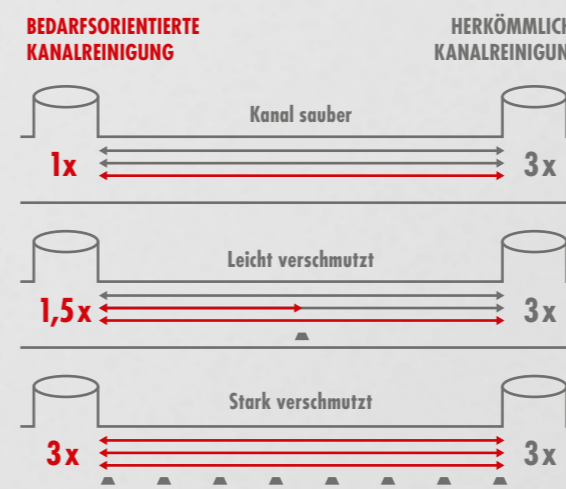 BEDARFSORIENTIERTE
KANALREINIGUNG
HERKÖMMLICH
KANALREINIGUN
Kanal sauber
1x
3x
Leicht verschmutzt
1,5x
3x
Stark verschmutzt
3x
3x